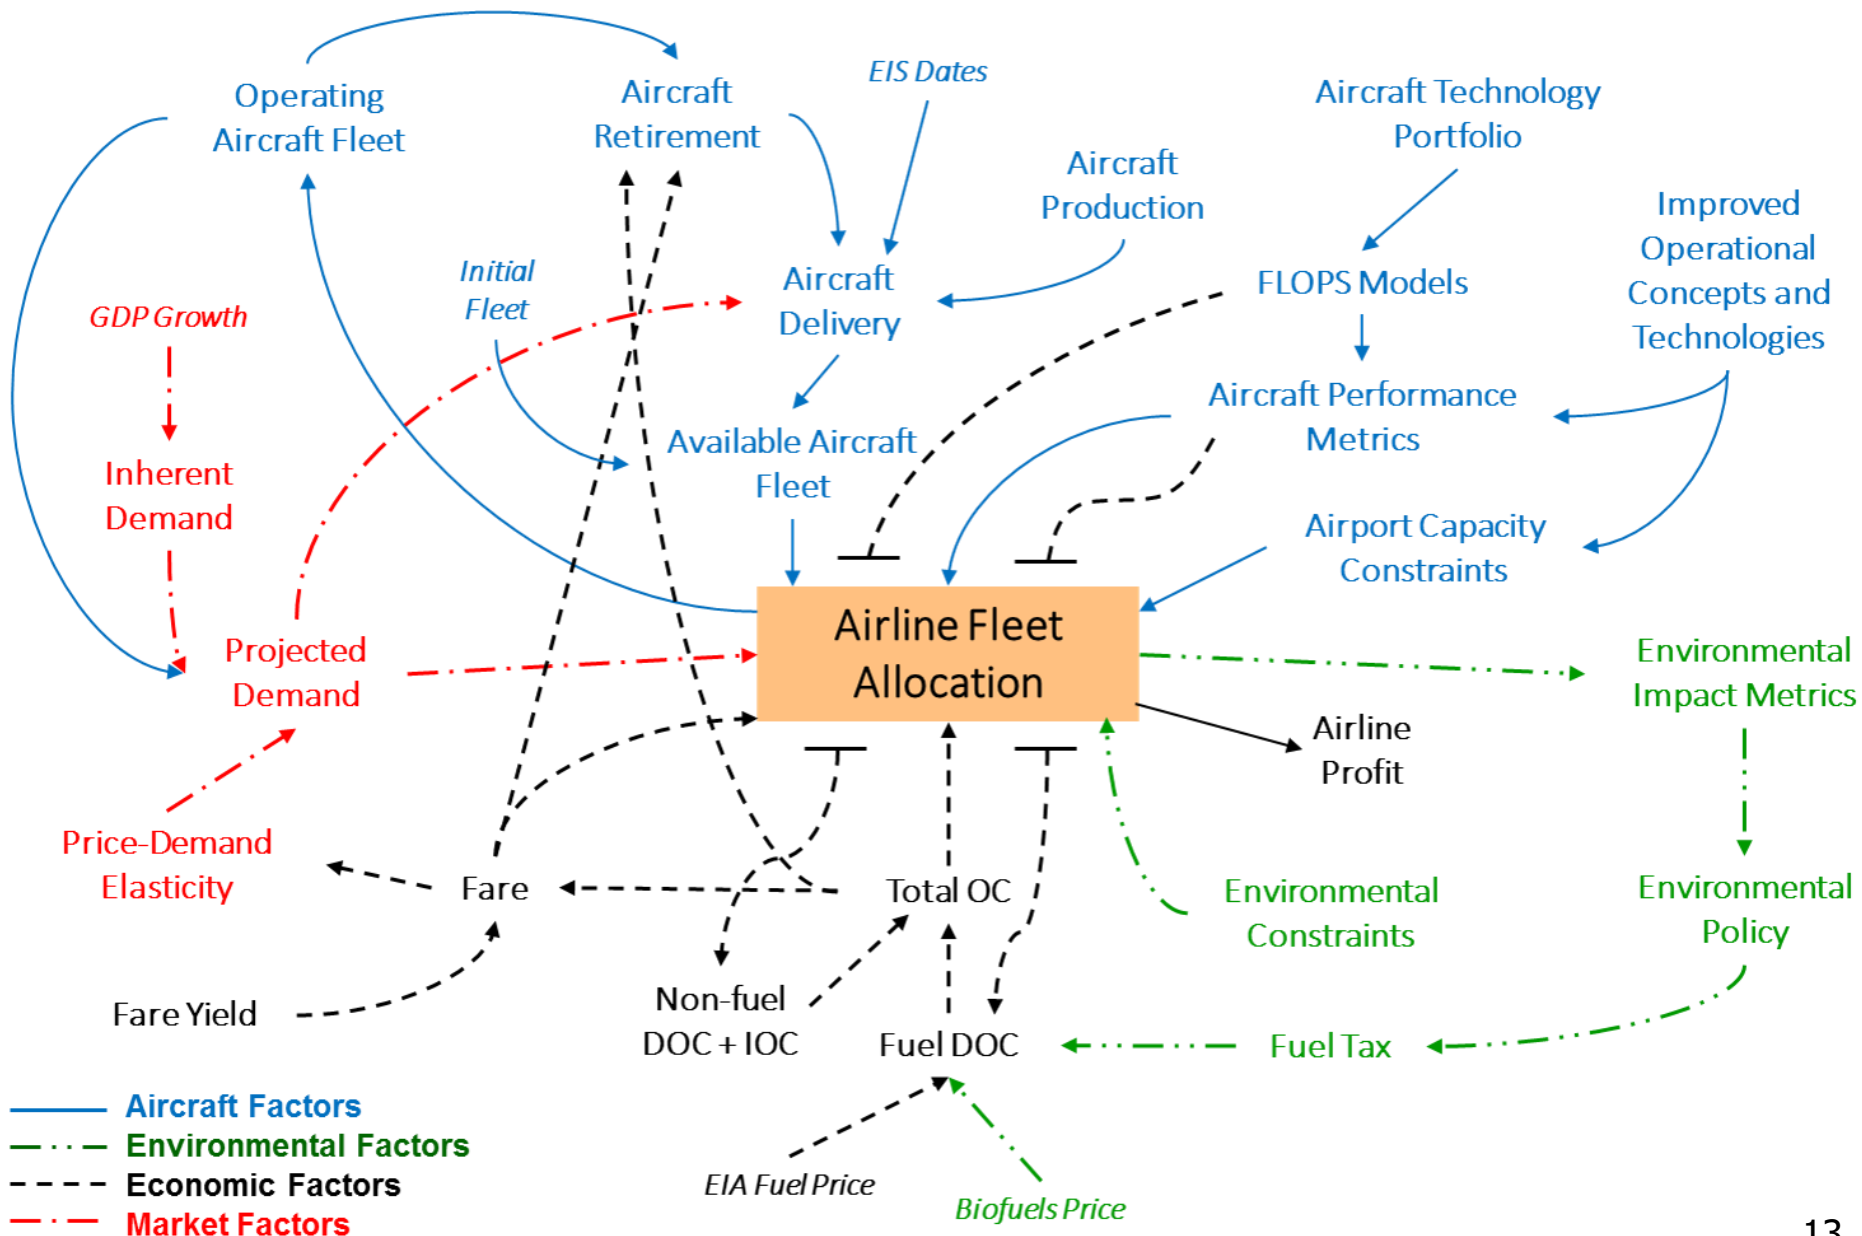 EIS Dates
Operating
Aircraft Fleet
Aircraft
Retirement
Aircraft Technology
Portfolio
Aircraft
Production
Improved
Operational
Concepts and
Technologies
Initial
Fleet
Aircraft
Delivery
FLOPS Models
GDP Growth
Aircraft Performance
Metrics
Available Aircraft
Fleet
Inherent
Demand
Airport Capacity
Constraints
Airline Fleet
Allocation
Projected
Demand
Environmental
Impact Metrics
Airline
Profit
Price-Demand
Elasticity
Fare
Total OC
Environmental
Constraints
Environmental
Policy
Fare Yield
Non-fuel
DOC + IOC
Fuel DOC
Fuel Tax
EIA Fuel Price
Biofuels Price
Aircraft Factors
Environmental Factors
Economic Factors
Market Factors
13